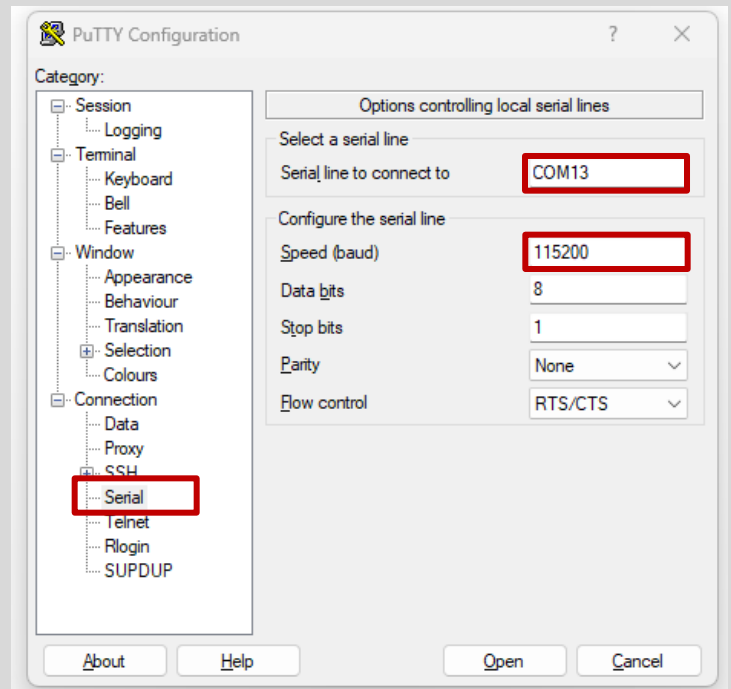 PuTTY Configuration
?
Category:
Session
Logging
Terminal
Keyboard
Bell
Features
Window
Appearance
Behaviour
Translation
Selection
Colours
Connection
Data
Proxy
SSH
Serial
Telnet
Rlogin
SUPDUP
Options controlling local serial lines
Select a serial line
Serial line to connect to COM13
Configure the serial line
Speed (baud) 115200
Data bits 8
Stop bits 1
Parity None
Flow control RTS/CTS
About Help Open Cancel